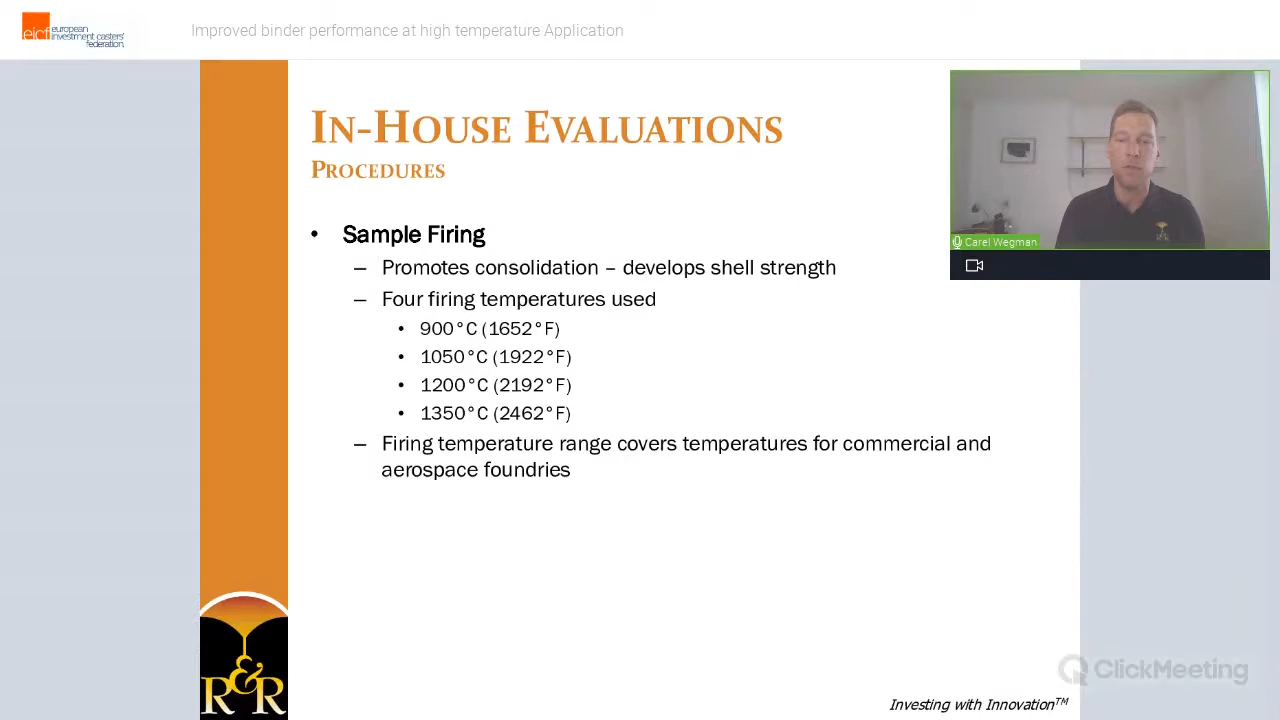 eicf european
investment casters'
federation.
Improved binder performance at high temperature Application
IN-HOUSE EVALUATIONS
PROCEDURES
• Sample Firing
– Promotes consolidation – develops shell strength
– Four firing temperatures used
• 900°C (1652°F)
• 1050°C (1922°F)
• 1200°C (2192°F)
• 1350°C (2462°F)
– Firing temperature range covers temperatures for commercial and
aerospace foundries
Carel Wegman
R&R
ClickMeeting
Investing with Innovation™